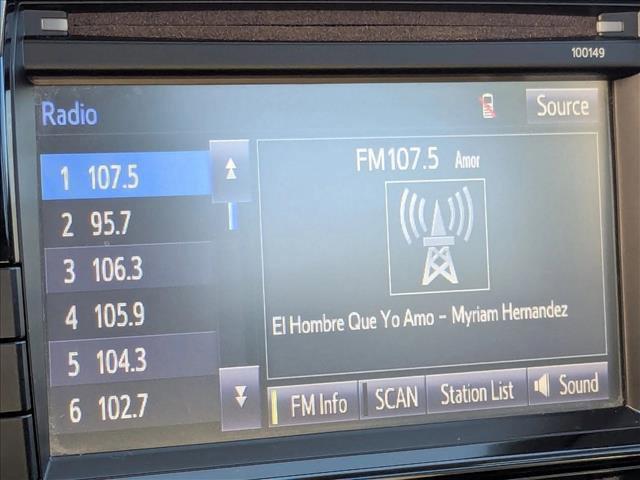 100149
Radio
Source
1 107.5
2 95.7
3 106.3
4 105.9
5 104.3
6 102.7
FM107.5 Amor
El Hombre Que Yo Amo - Myriam Hernandez
FM Info
SCAN
Station List
Sound